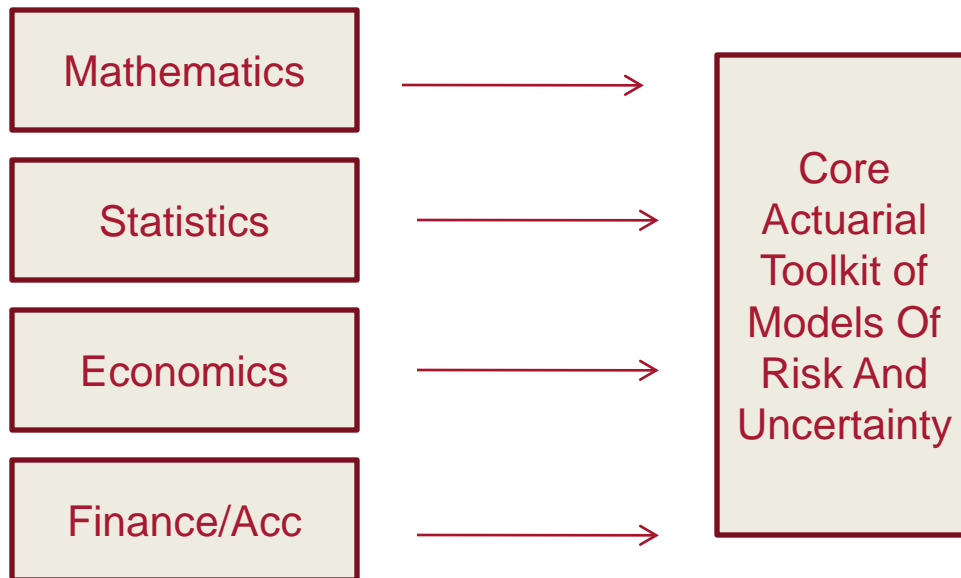 Mathematics
Statistics
Economics
Finance/Acc
Core
Actuarial
Toolkit of
Models Of
Risk And
Uncertainty